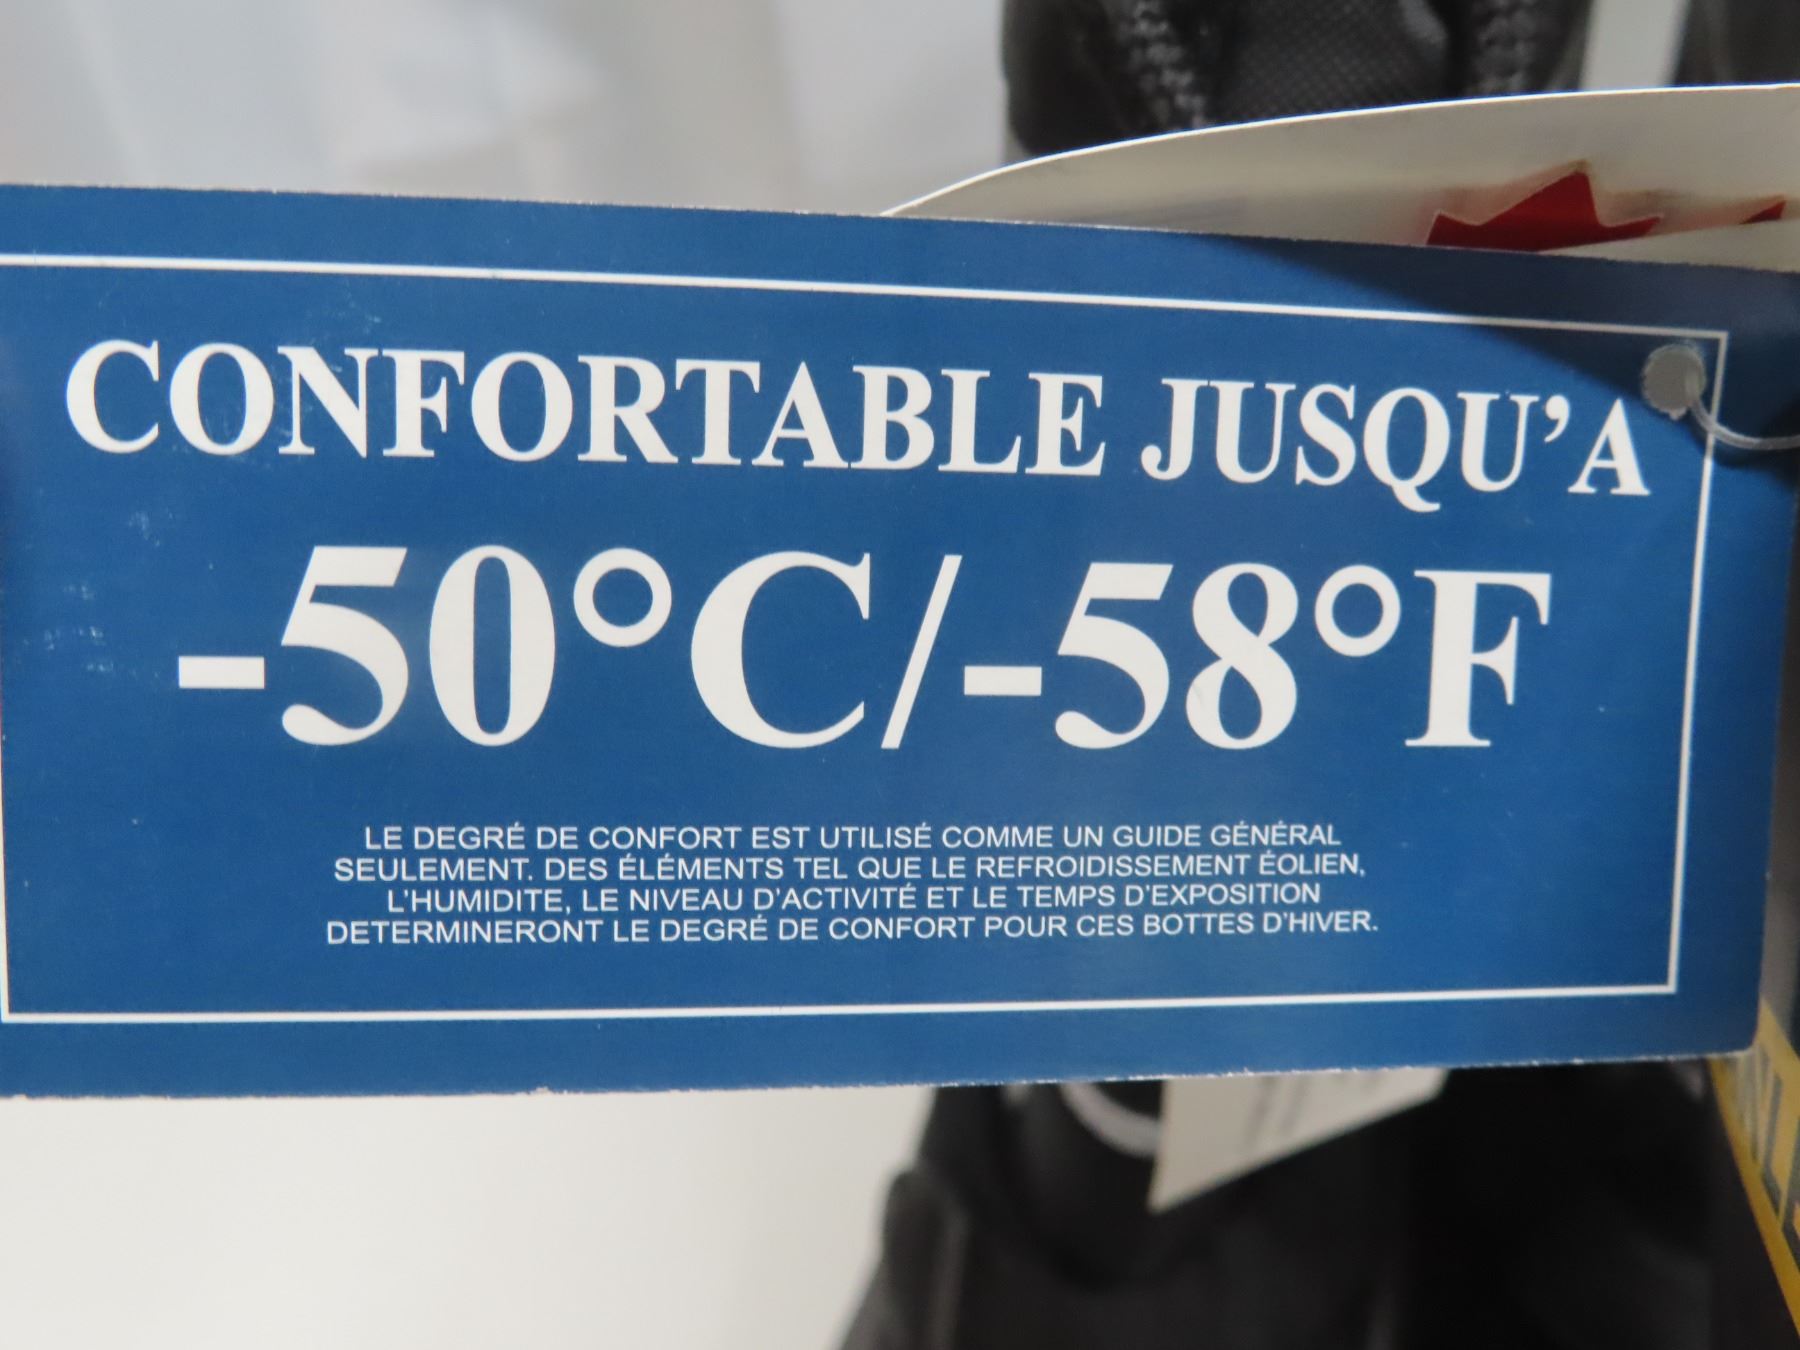 CONFORTABLE JUSQU'A
-50°C/-58°F
LE DEGRÉ DE CONFORT EST UTILISÉ COMME UN GUIDE GÉNÉRAL
SEULEMENT. DES ÉLÉMENTS TEL QUE LE REFROIDISSEMENT ÉOLIEN,
L'HUMIDITE, LE NIVEAU D'ACTIVITÉ ET LE TEMPS D'EXPOSITION
DETERMINERONT LE DEGRÉ DE CONFORT POUR CES BOTTES D'HIVER.